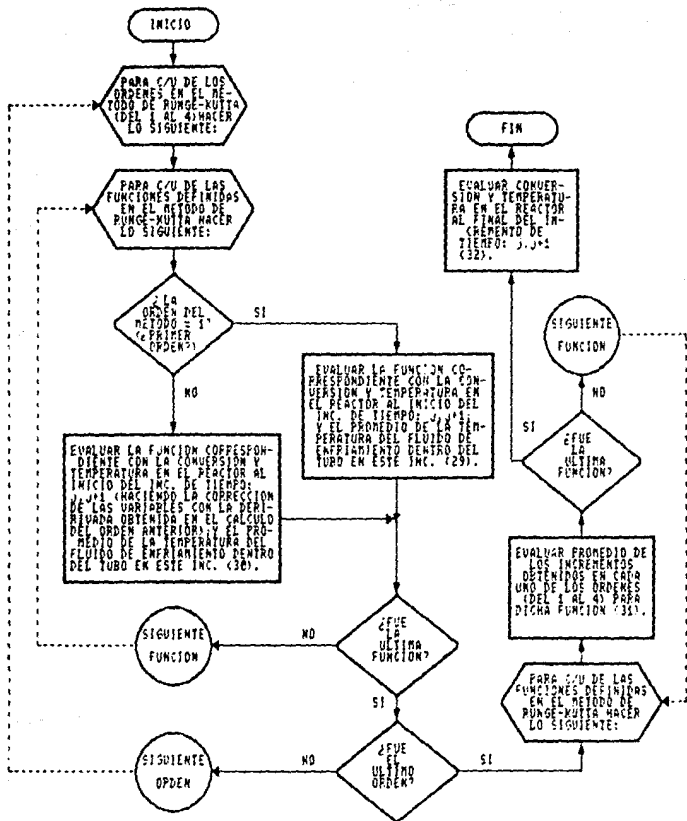 INICIO
PARA C/U DE LOS
ORDENES EN EL ME-
TODO DE RUNGE-KUTTA
(DEL 1 AL 4) HACER
LO SIGUIENTE:
PARA C/U DE LAS
FUNCIONES DEFINIDAS
EN EL METODO DE
RUNGE-KUTTA HACER
LO SIGUIENTE:
¿LA
ORDEN DEL
METODO = 1?
(¿PRIMER
ORDEN?)
SI
NO
EVALUAR LA FUNCION CO-
RRESPONDIENTE CON LA CON-
VERSION Y TEMPERATURA EN
EL REACTOR AL INICIO DEL
INC. DE TIEMPO: J,J+1;
Y EL PROMEDIO DE LA TEM-
PERATURA DEL FLUIDO DE
ENFRIAMIENTO DENTRO DEL
TUBO EN ESTE INC. (29).
EVALUAR LA FUNCION CORRESPON-
DIENTE CON LA CONVERSION Y
TEMPERATURA EN EL REACTOR AL
INICIO DEL INC. DE TIEMPO:
J,J+1 (HACIENDO LA CORRECCION
DE LAS VARIABLES CON LA DERI-
VADA OBTENIDA EN EL CALCULO
DEL ORDEN ANTERIOR); Y EL PRO-
MEDIO DE LA TEMPERATURA DEL
FLUIDO DE ENFRIAMIENTO DENTRO
DEL TUBO EN ESTE INC. (30).
¿FUE
LA
ULTIMA
FUNCION?
NO
SIGUIENTE
FUNCION
SI
¿FUE
EL
ULTIMO
ORDEN?
NO
SIGUIENTE
ORDEN
SI
PARA C/U DE LAS
FUNCIONES DEFINIDAS
EN EL METODO DE
RUNGE-KUTTA HACER
LO SIGUIENTE:
EVALUAR PROMEDIO DE
LOS INCREMENTOS
OBTENIDOS EN CADA
UNO DE LOS ORDENES
(DEL 1 AL 4) PARA
DICHA FUNCION (31).
¿FUE
LA
ULTIMA
FUNCION?
NO
SIGUIENTE
FUNCION
SI
EVALUAR CONVER-
SION Y TEMPERATU-
RA EN EL REACTOR
AL FINAL DEL IN-
CREMENTO DE
TIEMPO: J,J+1
(32).
FIN